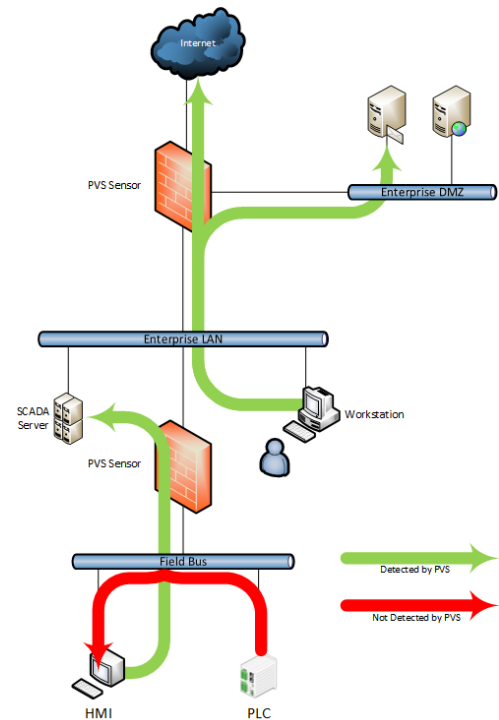 Internet
PVS Sensor
Enterprise DMZ
Enterprise LAN
SCADA
Server
Workstation
PVS Sensor
Field Bus
Detected by PVS
Not Detected by PVS
HMI
PLC